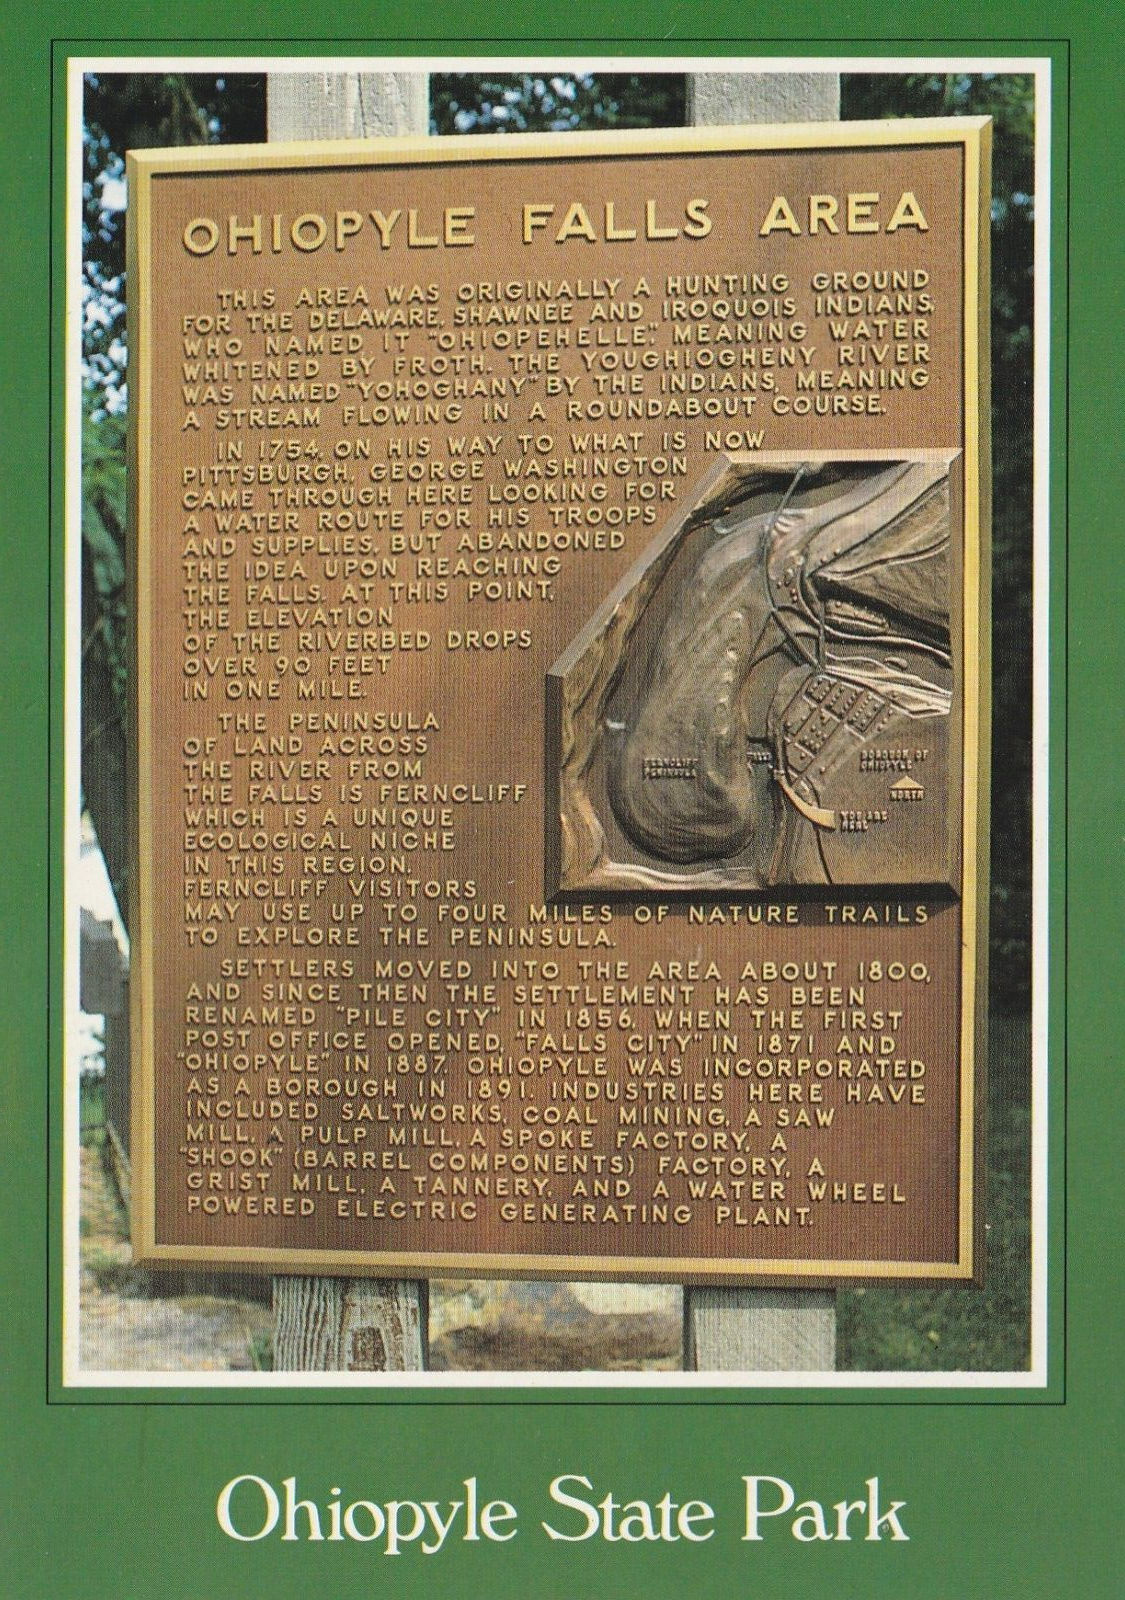 OHIOPYLE FALLS AREA
THIS AREA WAS ORIGINALLY A HUNTING GROUND
FOR THE DELAWARE, SHAWNEE AND IROQUOIS INDIANS,
WHO NAMED IT "OHIOPEHELLE," MEANING WATER
WHITENED BY FROTH. THE YOUGHIOGHENY RIVER
WAS NAMED "YOHOGHANY" BY THE INDIANS, MEANING
A STREAM FLOWING IN A ROUNDABOUT COURSE.
IN 1754, ON HIS WAY TO WHAT IS NOW
PITTSBURGH, GEORGE WASHINGTON
CAME THROUGH HERE LOOKING FOR
A WATER ROUTE FOR HIS TROOPS
AND SUPPLIES, BUT ABANDONED
THE IDEA UPON REACHING
THE FALLS. AT THIS POINT,
THE ELEVATION
OF THE RIVERBED DROPS
OVER 90 FEET
IN ONE MILE.
THE PENINSULA
OF LAND ACROSS
THE RIVER FROM
THE FALLS IS FERNCLIFF
WHICH IS A UNIQUE
ECOLOGICAL NICHE
IN THIS REGION.
FERNCLIFF VISITORS
MAY USE UP TO FOUR MILES OF NATURE TRAILS
TO EXPLORE THE PENINSULA.
FERNCLIFF
PENINSULA
FALLS
BOROUGH OF
OHIOPYLE
NORTH
YOU ARE
HERE
SETTLERS MOVED INTO THE AREA ABOUT 1800,
AND SINCE THEN THE SETTLEMENT HAS BEEN
RENAMED "PILE CITY" IN 1856, WHEN THE FIRST
POST OFFICE OPENED, "FALLS CITY" IN 1871 AND
"OHIOPYLE" IN 1887. OHIOPYLE WAS INCORPORATED
AS A BOROUGH IN 1891. INDUSTRIES HERE HAVE
INCLUDED SALTWORKS, COAL MINING, A SAW
MILL, A PULP MILL, A SPOKE FACTORY, A
"SHOOK" (BARREL COMPONENTS) FACTORY, A
GRIST MILL, A TANNERY, AND A WATER WHEEL
POWERED ELECTRIC GENERATING PLANT.
Ohiopyle State Park